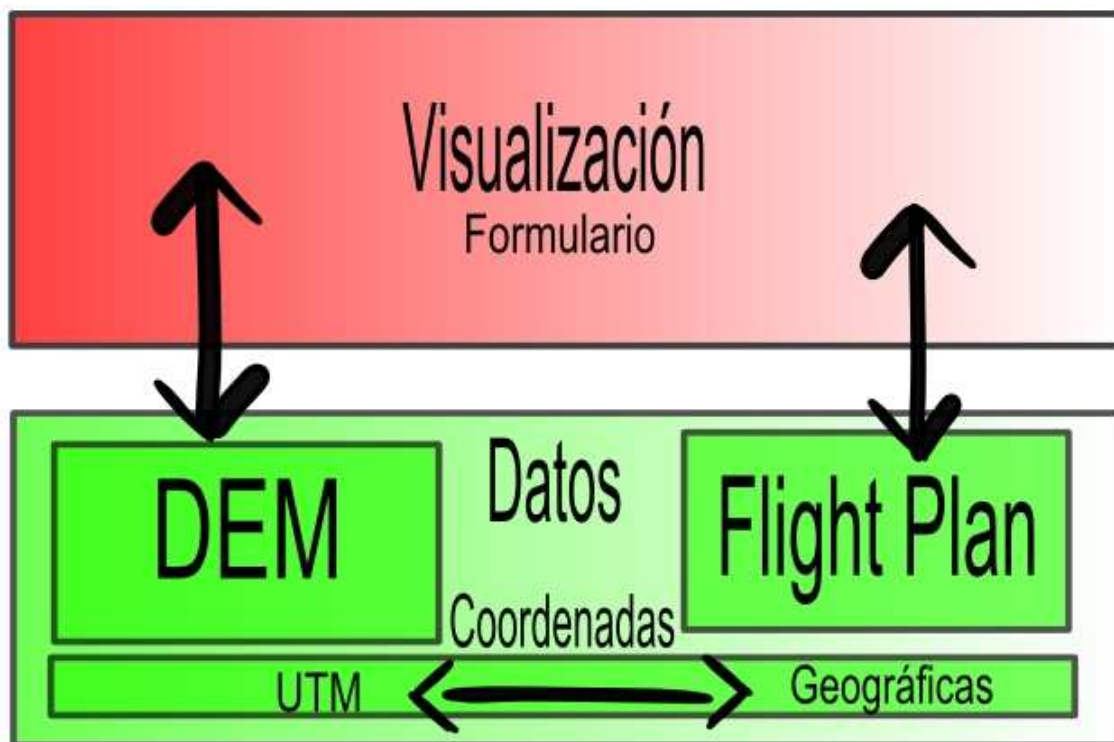 Visualización
Formulario
DEM
Datos
Flight Plan
Coordenadas
UTM
Geográficas